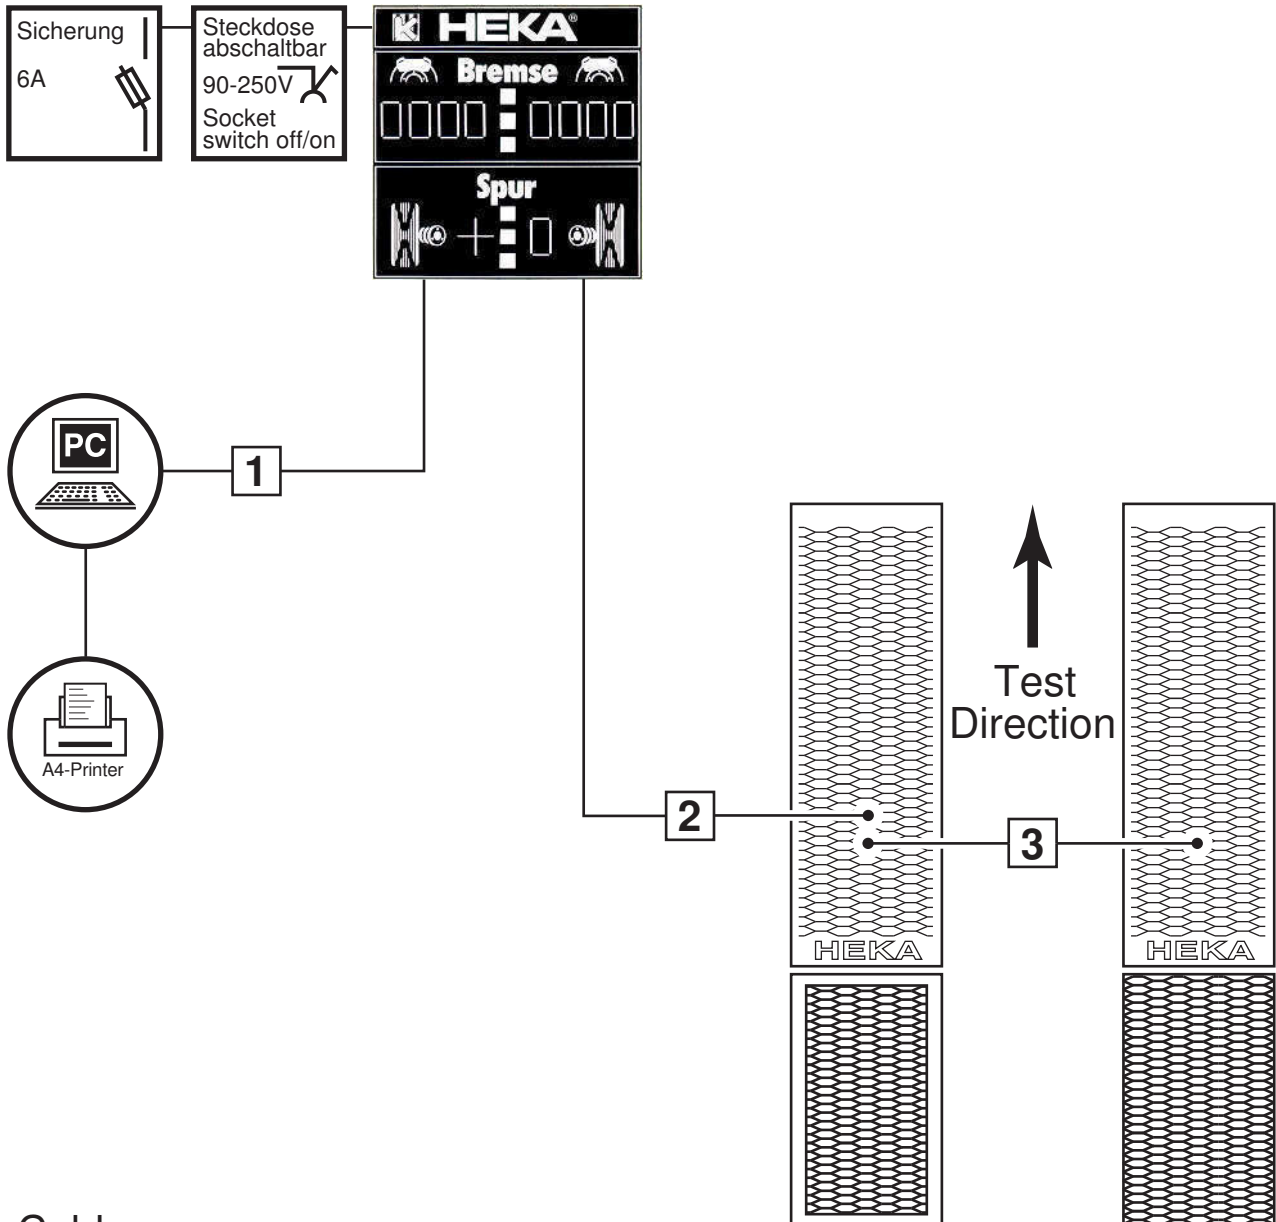 Sicherung
6A
Steckdose
abschaltbar
90-250V
Socket
switch off/on
K HEKA®
Bremse
0000 0000
Spur
+ 0
PC
1
A4-Printer
Test
Direction
2
3
HEKA
HEKA